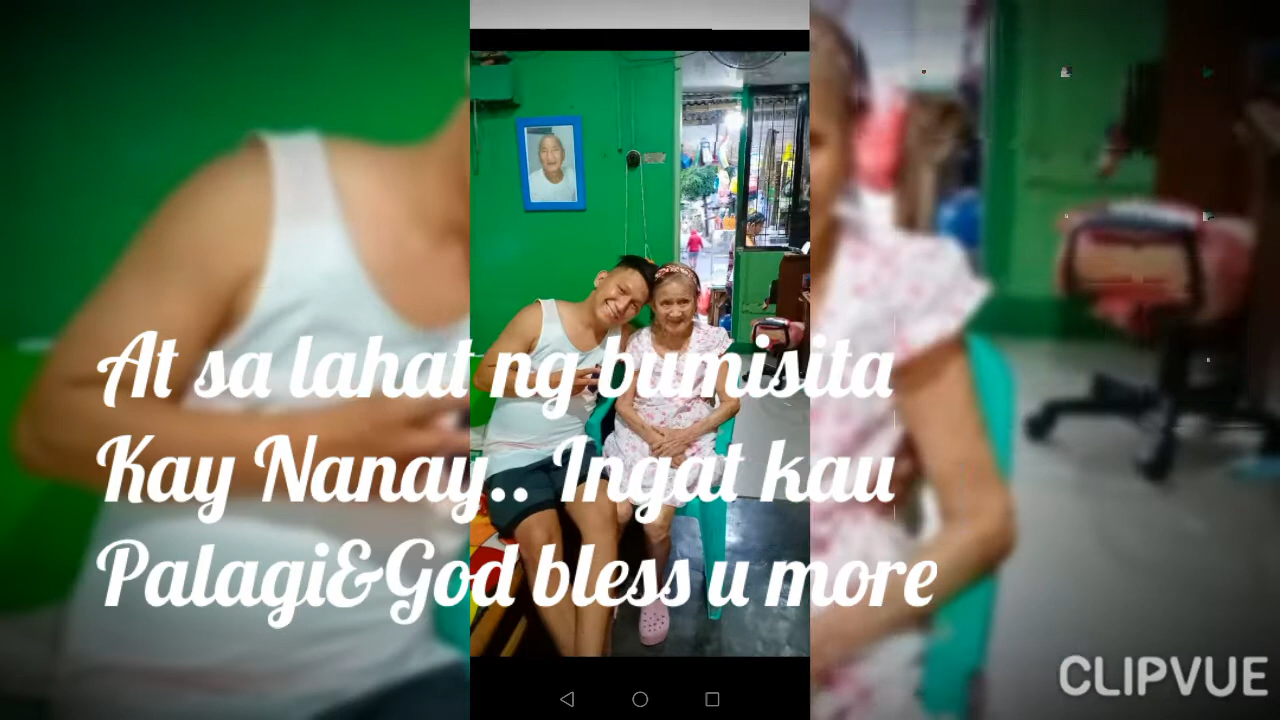 At sa lahat ng bumisita
Kay Nanay.. Ingat kau
Palagi&God bless u more
CLIPVUE